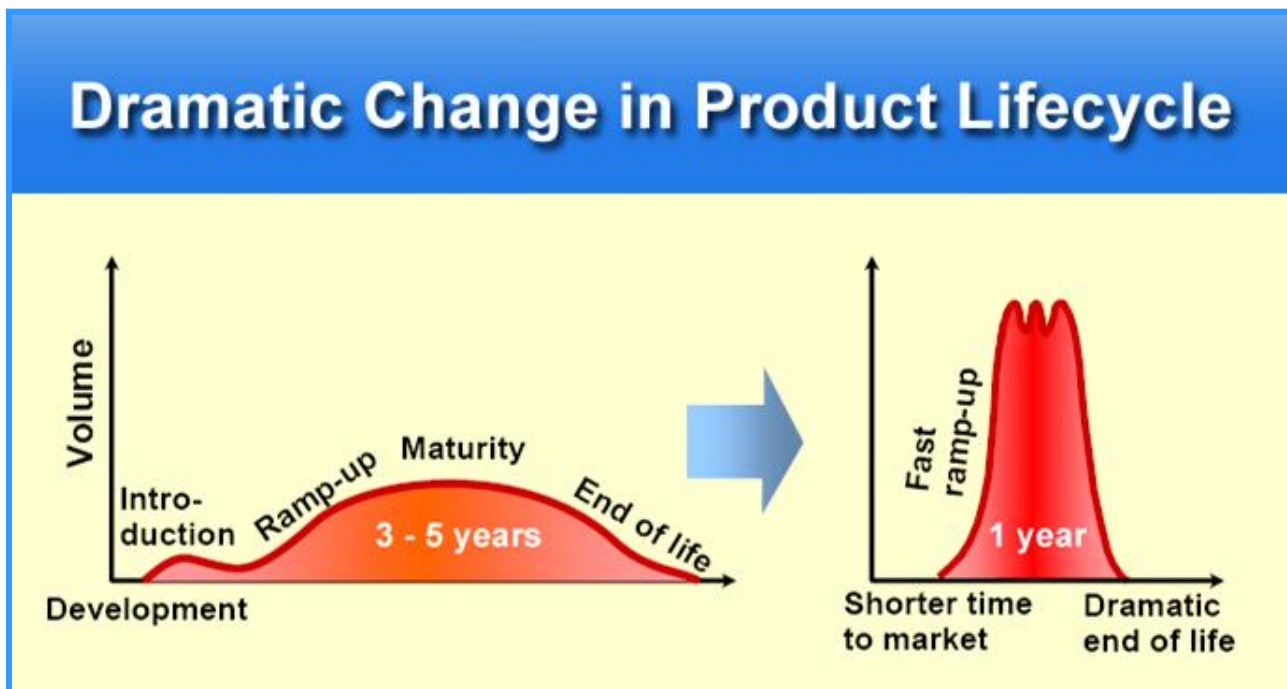 Dramatic Change in Product Lifecycle
Volume
Intro-
duction
Ramp-up
Maturity
End of life
3 - 5 years
Development
Fast
ramp-up
1 year
Shorter time
to market
Dramatic
end of life